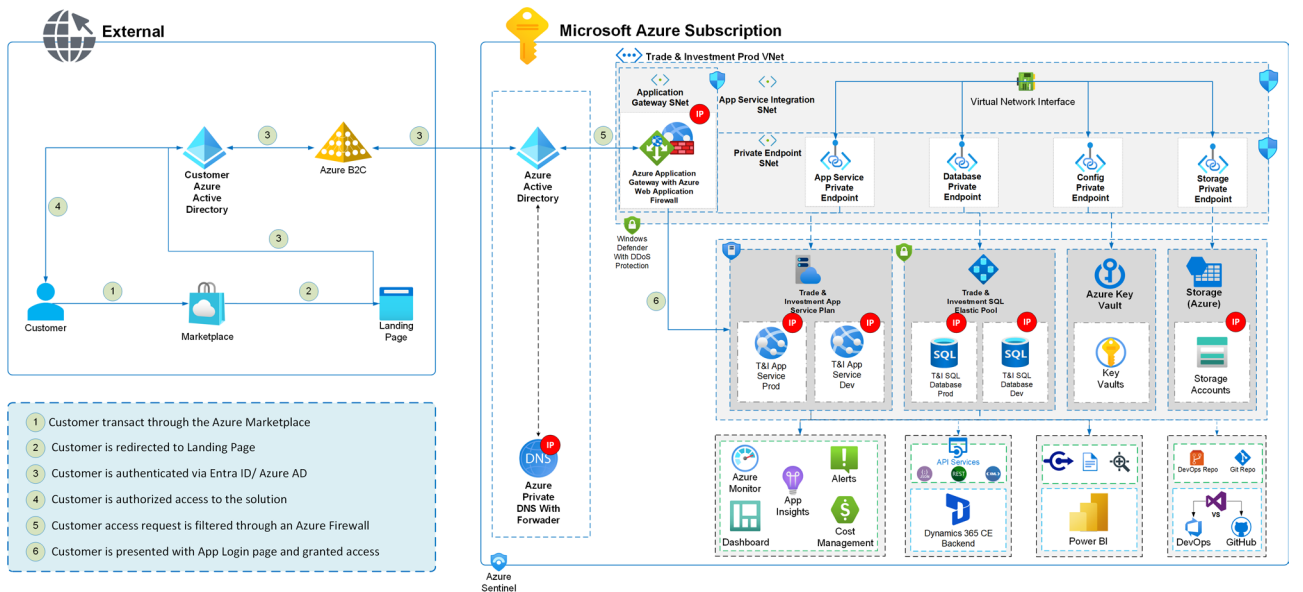 External
Microsoft Azure Subscription
Trade & Investment Prod VNet
Application
Gateway SNet
App Service Integration
SNet
Virtual Network Interface
IP
3
3
5
Private Endpoint
SNet
Customer
Azure
Active
Directory
Azure B2C
Azure
Active
Directory
Azure Application
Gateway with Azure
Web Application
Firewall
App Service
Private
Endpoint
Database
Private
Endpoint
Config
Private
Endpoint
Storage
Private
Endpoint
4
3
Windows
Defender
With DDoS
Protection
1
2
6
Customer
Marketplace
Landing
Page
Trade &
Investment App
Service Plan
Trade &
Investment SQL
Elastic Pool
Azure Key
Vault
Storage
(Azure)
IP
IP
IP
IP
IP
SQL
SQL
T&I App
Service
Prod
T&I App
Service
Dev
T&I SQL
Database
Prod
T&I SQL
Database
Dev
Key
Vaults
Storage
Accounts
1 Customer transact through the Azure Marketplace
2 Customer is redirected to Landing Page
3 Customer is authenticated via Entra ID/ Azure AD
4 Customer is authorized access to the solution
5 Customer access request is filtered through an Azure Firewall
6 Customer is presented with App Login page and granted access
IP
DNS
Azure
Private
DNS With
Forwader
Azure
Monitor
App
Insights
Alerts
Dashboard
Cost
Management
API Services
REST
Dynamics 365 CE
Backend
Power BI
DevOps Repo
Git Repo
VS
DevOps
GitHub
Azure
Sentinel